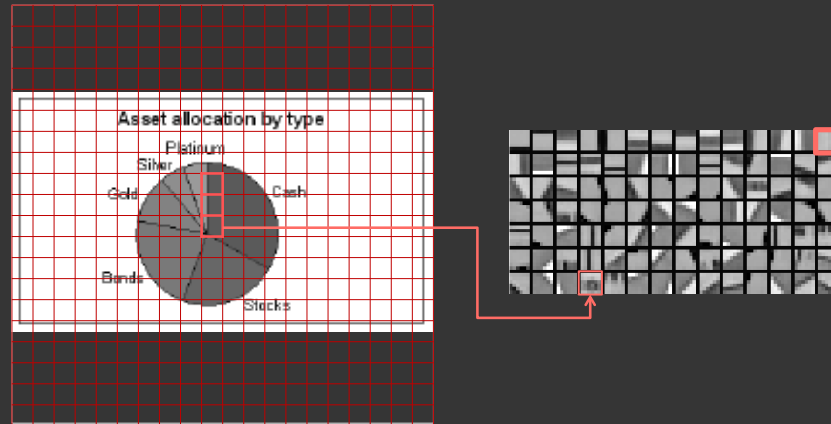 Asset allocation by type
Platinum
Silver
Gold
Cash
Bonds
Stocks